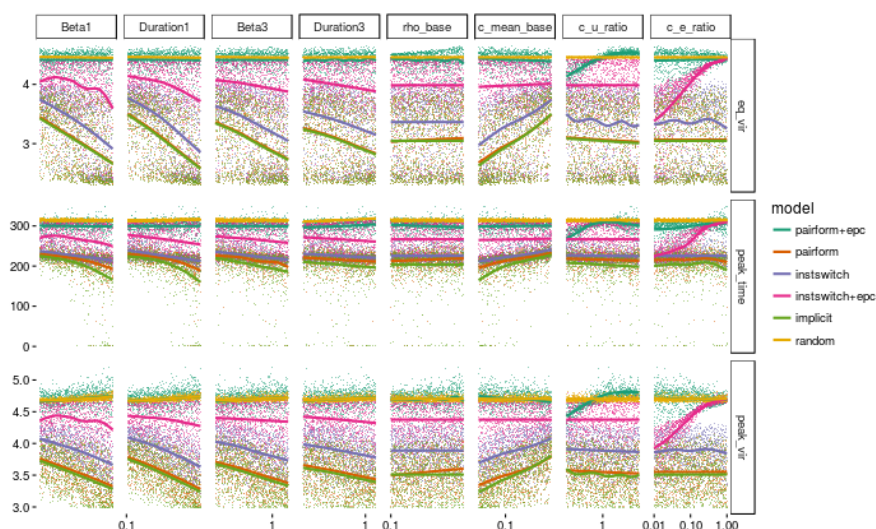 Beta1 Duration1 Beta3 Duration3 rho_base c_mean_base c_u_ratio c_e_ratio
4
3
eq_vir
300
200
100
0
peak_time
5.0
4.5
4.0
3.5
3.0
peak_vir
0.1 1 1 0.1 0.1 1 0.01 0.10 1.00
model
pairform+epc
pairform
instswitch
instswitch+epc
implicit
random